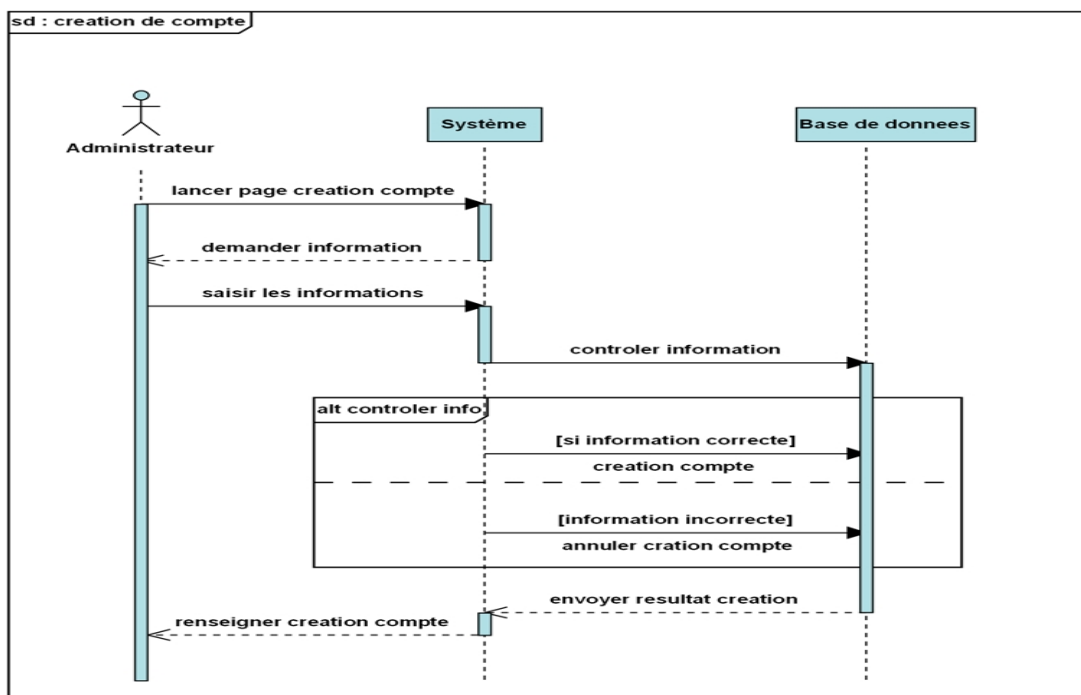 sd : creation de compte
Administrateur
Système
Base de donnees
lancer page creation compte
demander information
saisir les informations
controler information
alt controler info
[si information correcte]
creation compte
[information incorrecte]
annuler cration compte
envoyer resultat creation
renseigner creation compte